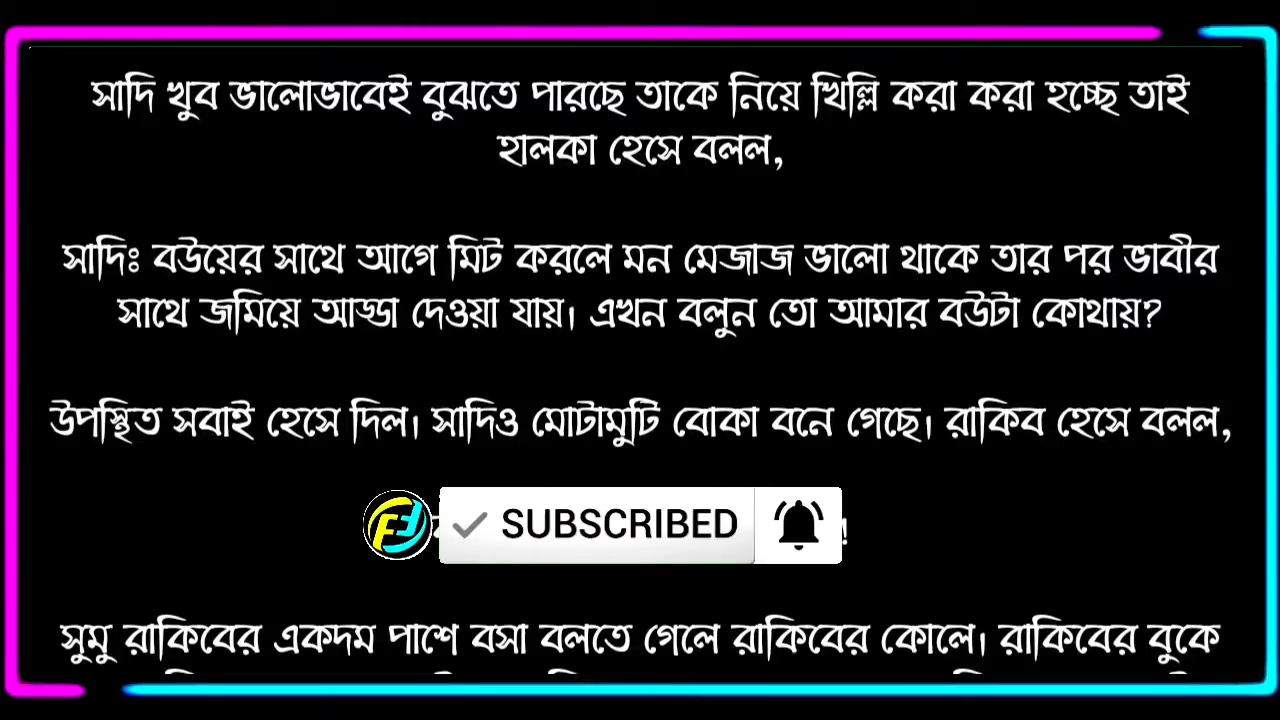 সাদি খুব ভালোভাবেই বুঝতে পারছে তাকে নিয়ে খিল্লি করা করা হচ্ছে তাই
হালকা হেসে বলল,
সাদিঃ বউয়ের সাথে আগে মিট করলে মন মেজাজ ভালো থাকে তার পর ভাবীর
সাথে জমিয়ে আড্ডা দেওয়া যায়। এখন বলুন তো আমার বউটা কোথায়?
উপস্থিত সবাই হেসে দিল। সাদিও মোটামুটি বোকা বনে গেছে। রাকিব হেসে বলল,
SUBSCRIBED
সুমু রাকিবের একদম পাশে বসা বলতে গেলে রাকিবের কোলে। রাকিবের বুকে